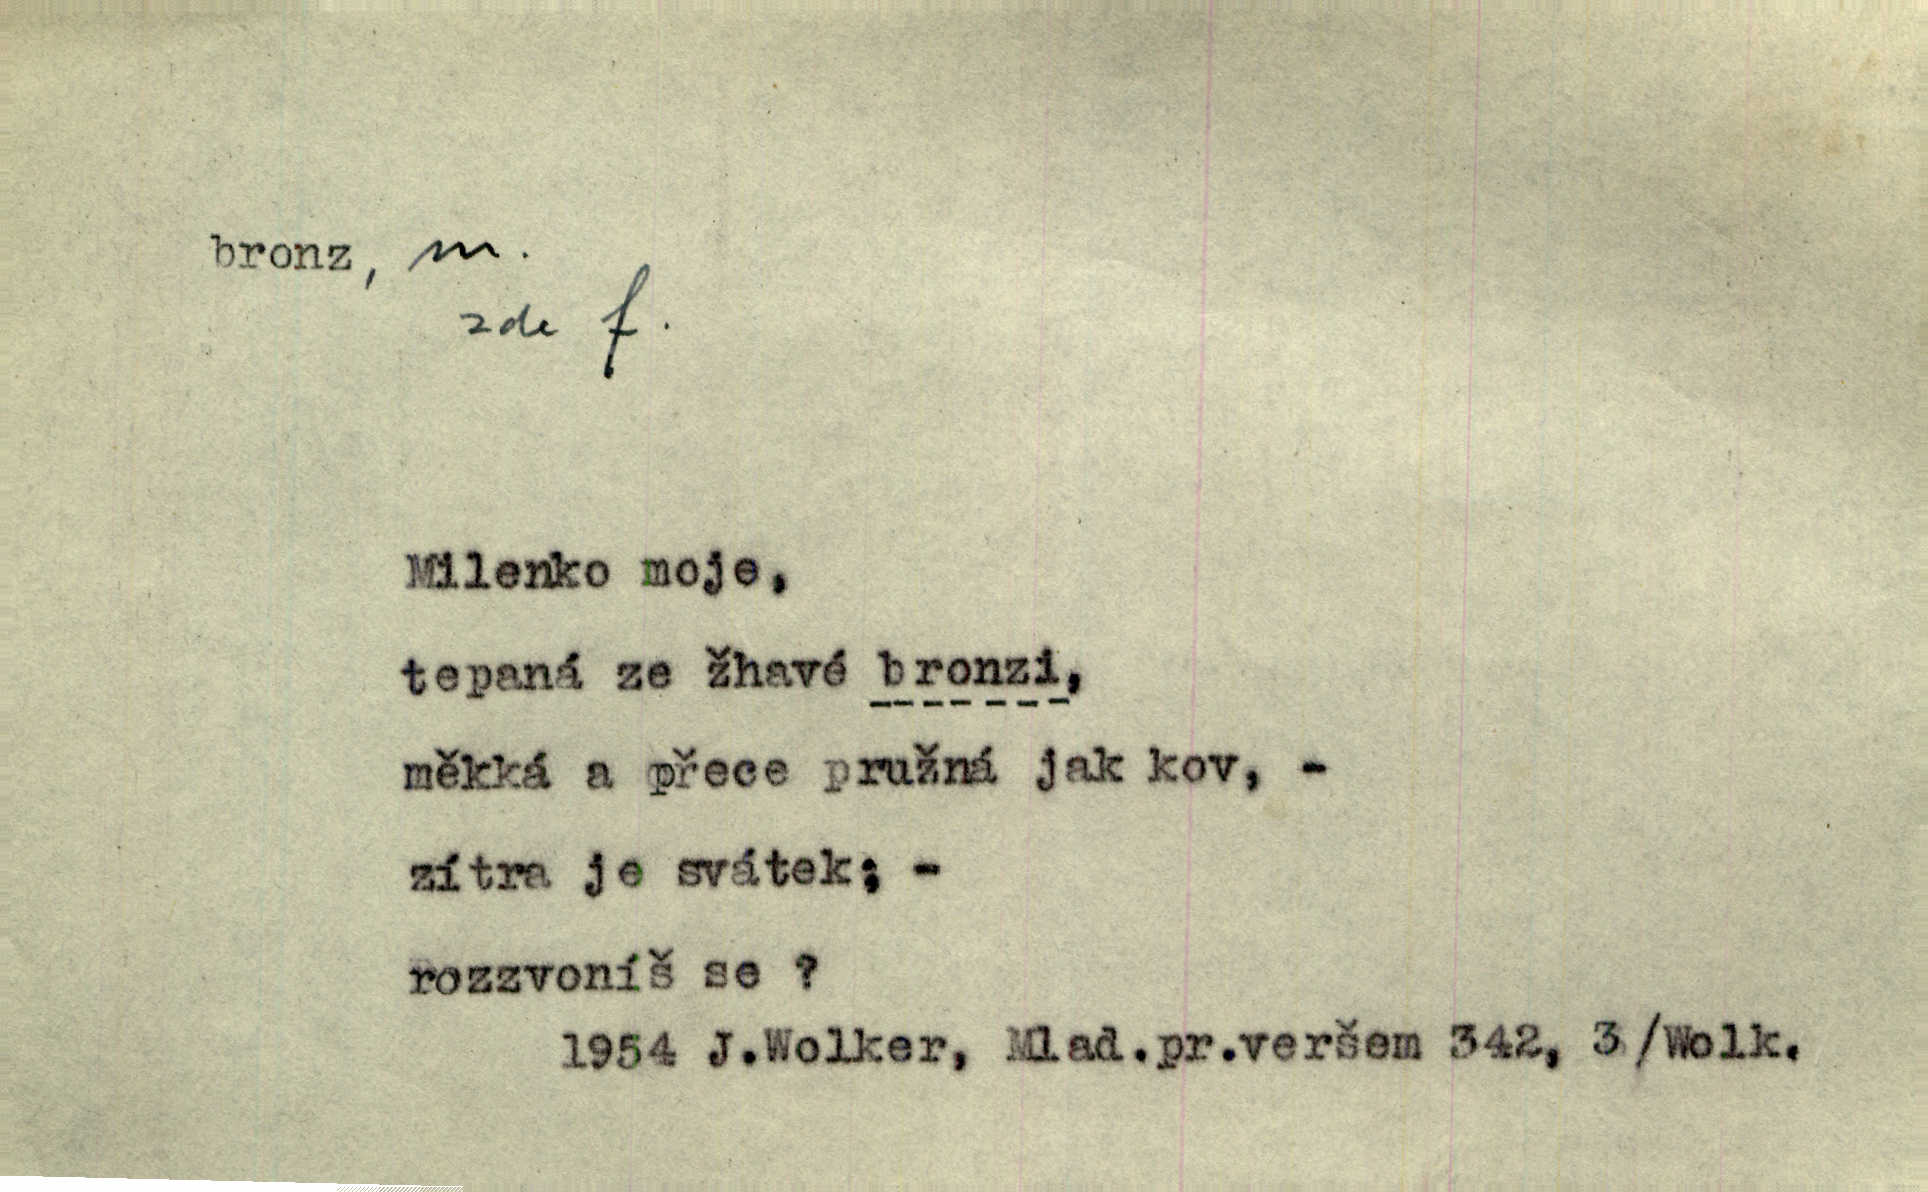 bronz, m.
zde f.
Milenko moje,
tepaná ze žhavé bronzi,
měkká a přece pružná jak kov, -
zítra je svátek; -
rozzvoníš se ?
1954 J.Wolker, Mlad.pr.veršem 342, 3/Wolk.